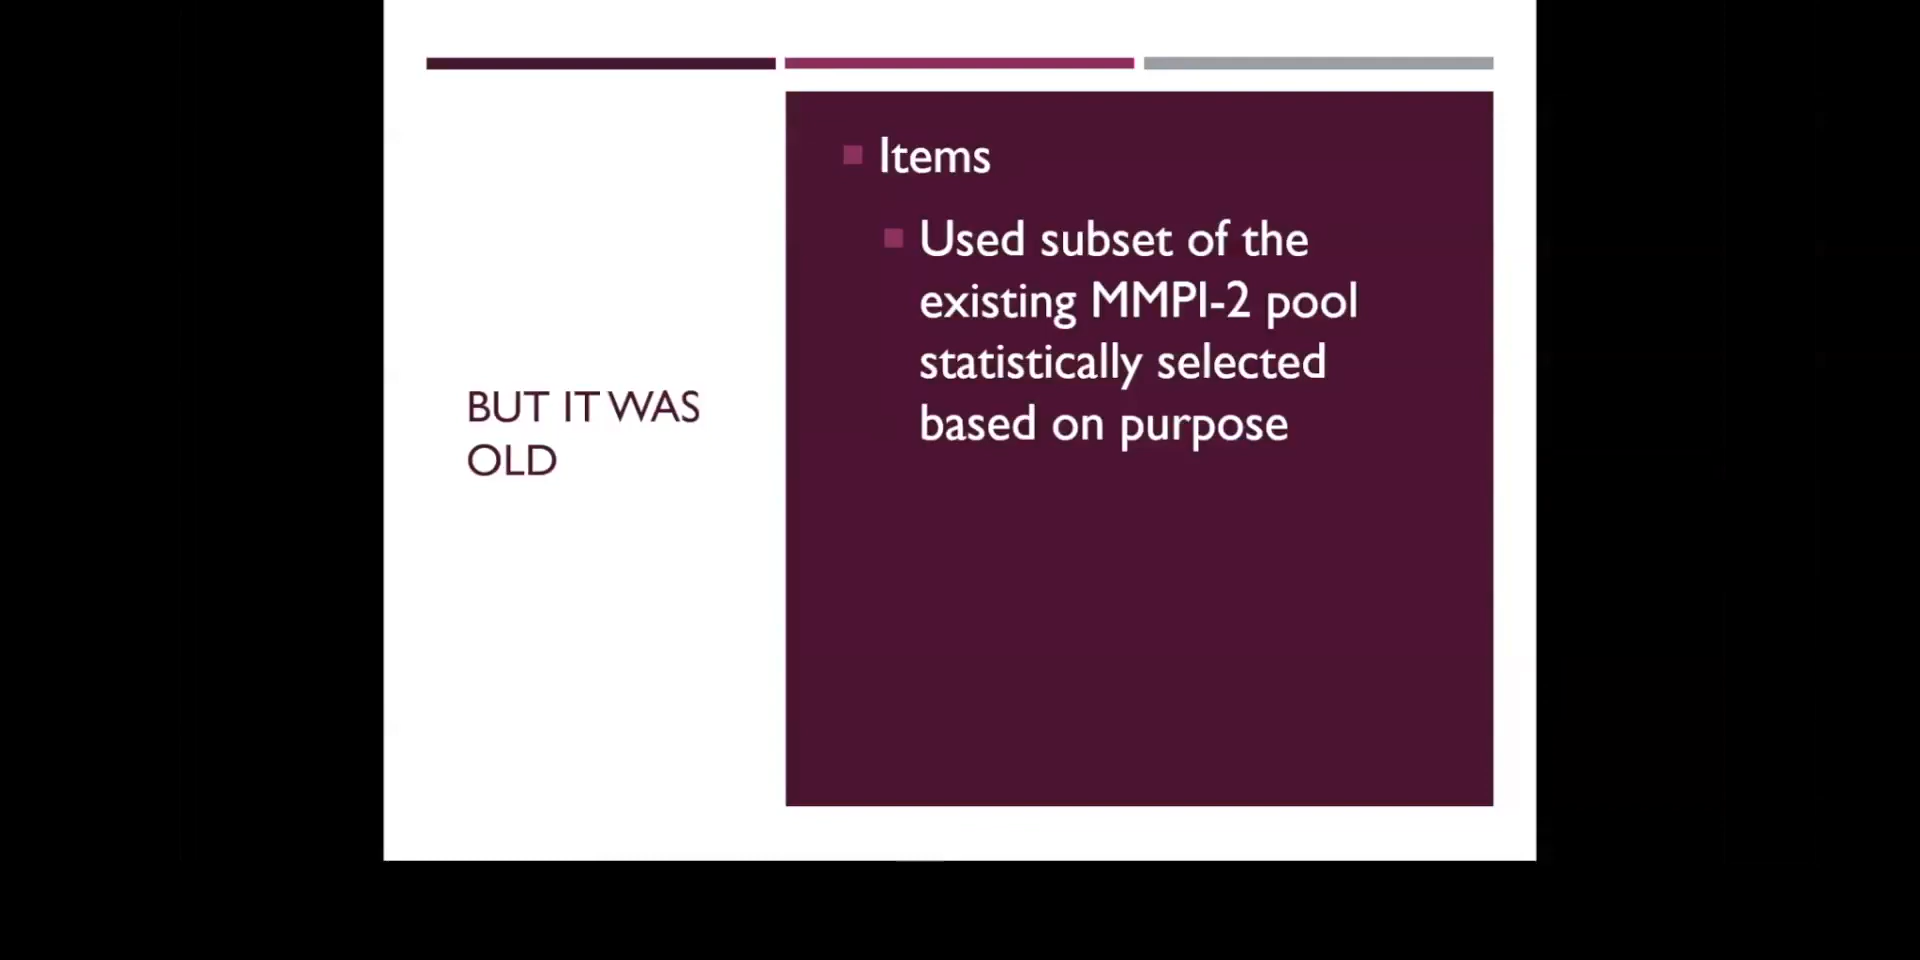 BUT IT WAS
OLD
Items
Used subset of the
existing MMPI-2 pool
statistically selected
based on purpose